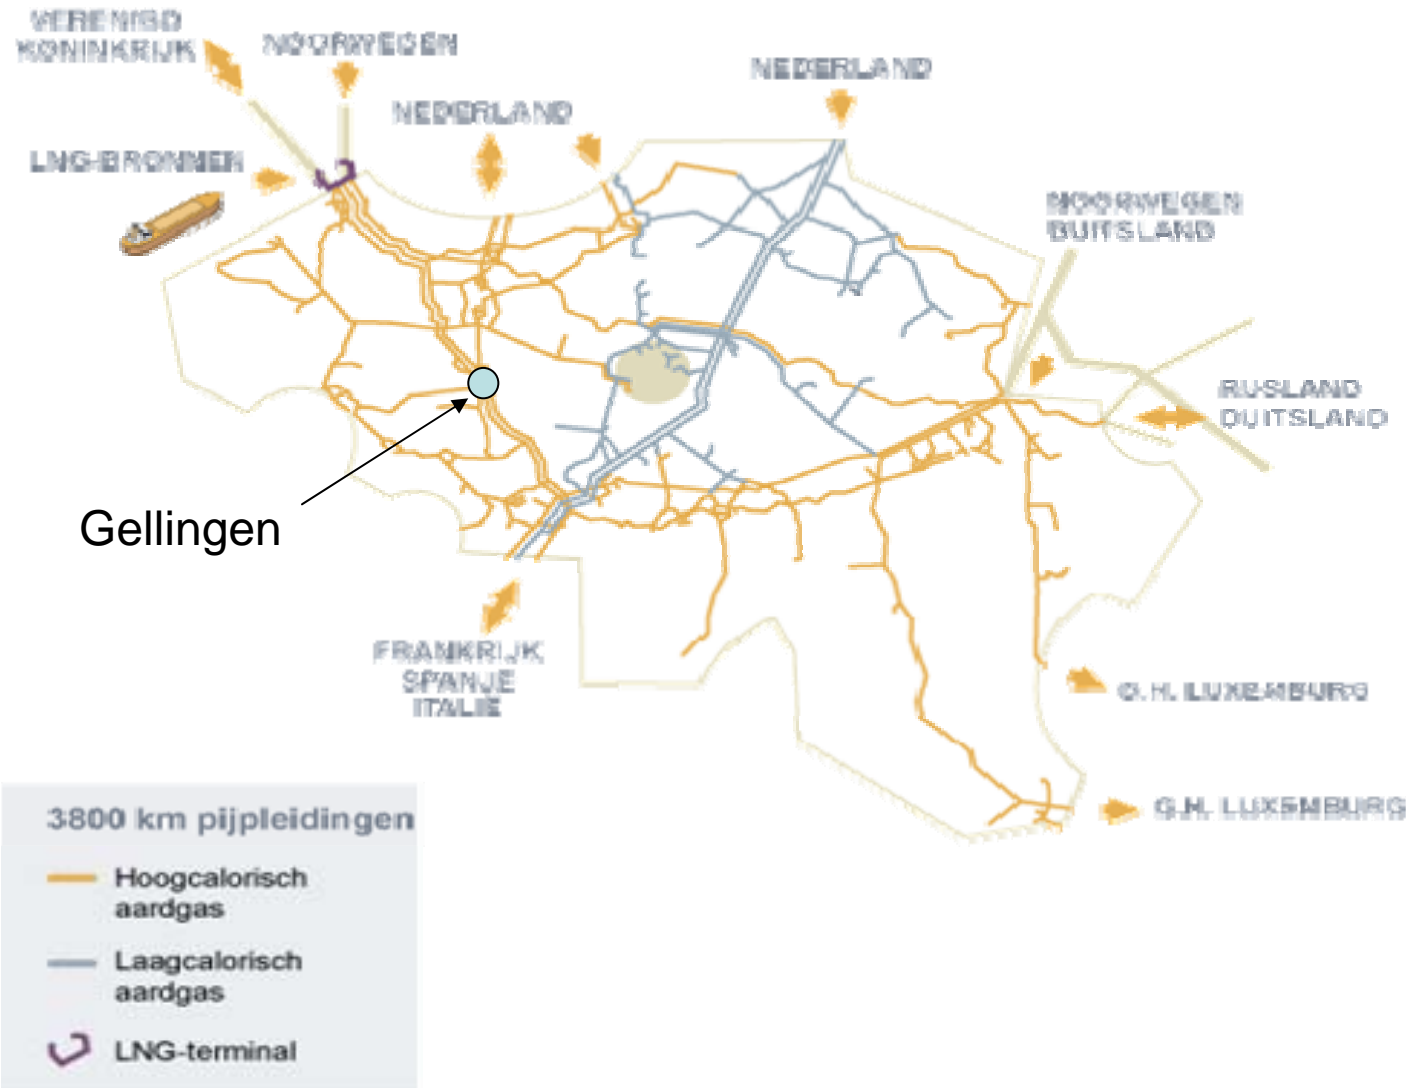 VERENIGD
KONINKRIJK
NOORWEGEN
NEDERLAND
NEDERLAND
LNG-BRONNEN
NOORWEGEN
DUITSLAND
RUSLAND
DUITSLAND
Gellingen
FRANKRIJK
SPANJE
ITALIË
G.H. LUXEMBURG
G.H. LUXEMBURG
3800 km pijpleidingen
Hoogcalorisch
aardgas
Laagcalorisch
aardgas
LNG-terminal